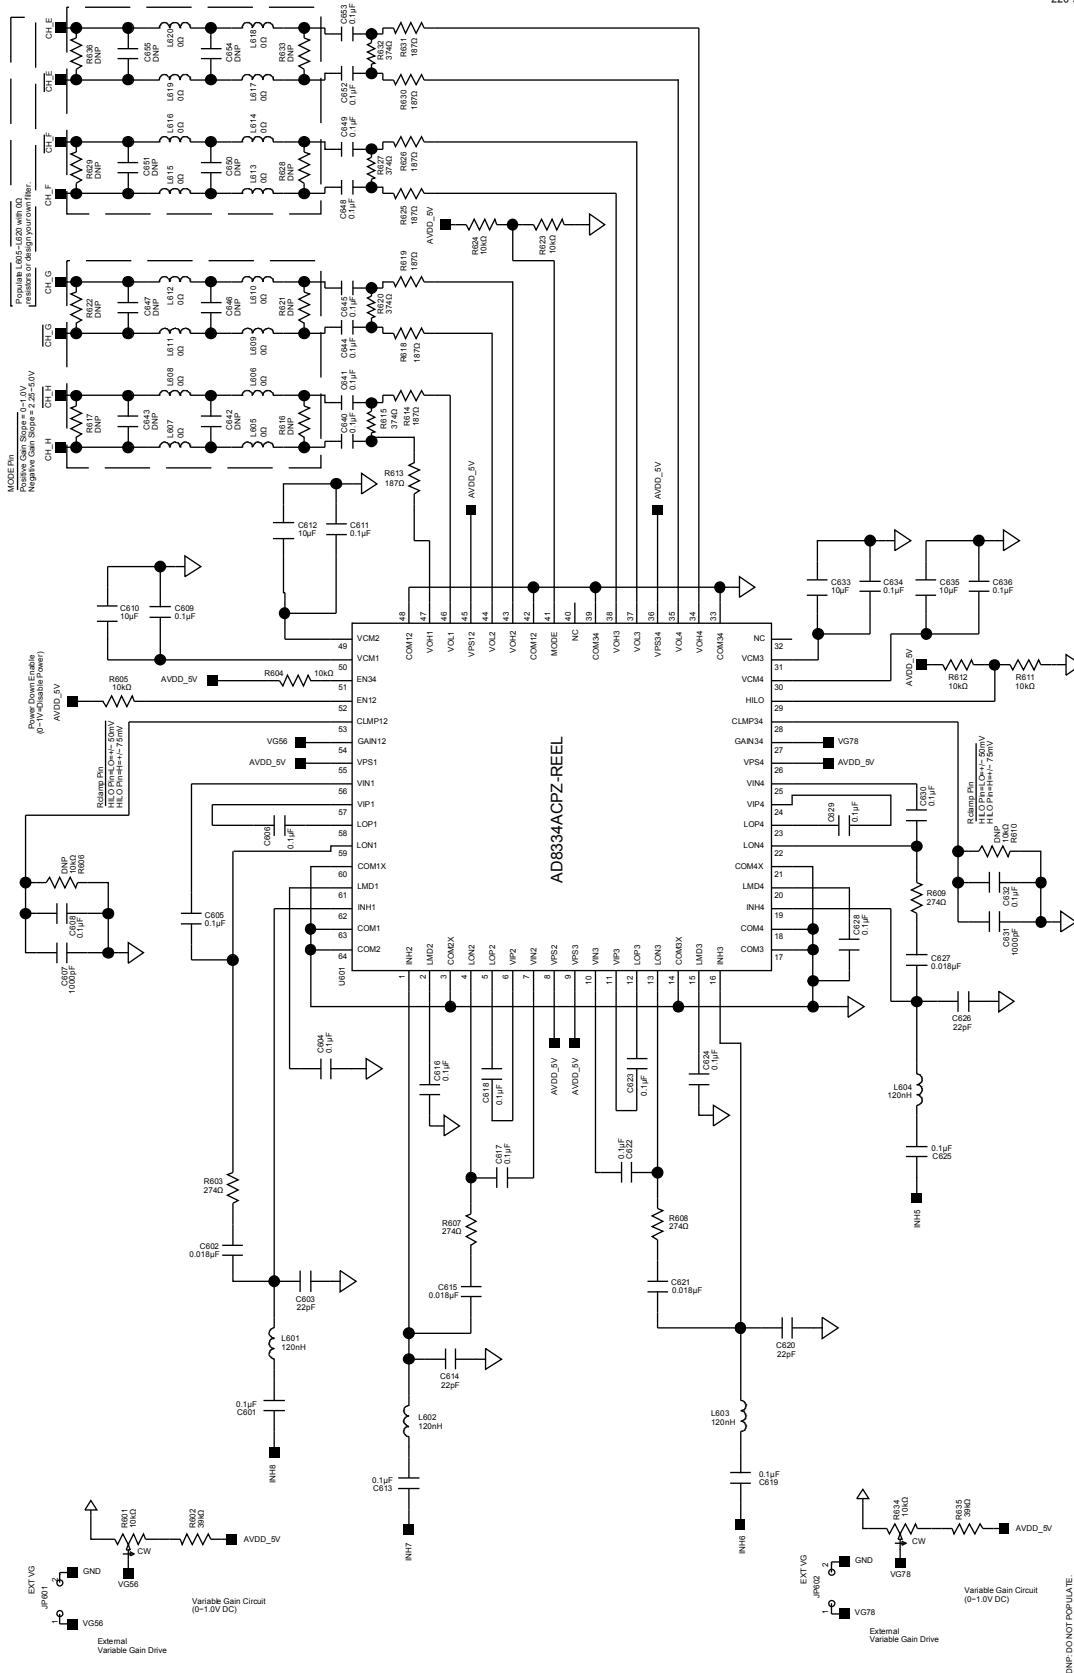 CH_E
R636
DNP
C655
DNP
L620
0Ω
C654
DNP
L618
0Ω
R633
DNP
C653
0.1µF
R632
374Ω
R631
187Ω
CH_E
L619
0Ω
L617
0Ω
C652
0.1µF
R630
187Ω
CH_F
R629
DNP
C651
DNP
L616
0Ω
C650
DNP
L614
0Ω
R628
DNP
C649
0.1µF
R627
374Ω
R626
187Ω
CH_F
L615
0Ω
L613
0Ω
C648
0.1µF
R625
187Ω
AVDD_5V
R624
10kΩ
R623
10kΩ
Populate L605–L620 with 0Ω
resistors or design your own filter.
CH_G
R622
DNP
C647
DNP
L612
0Ω
C646
DNP
L610
0Ω
R621
DNP
C645
0.1µF
R620
374Ω
R619
187Ω
CH_G
L611
0Ω
L609
0Ω
C644
0.1µF
R618
187Ω
CH_H
R617
DNP
C643
DNP
L608
0Ω
C642
DNP
L606
0Ω
R616
DNP
C641
0.1µF
R615
374Ω
R614
187Ω
CH_H
L607
0Ω
L605
0Ω
C640
0.1µF
R613
187Ω
MODE Pin
Positive Gain Slope = 0–1.0V
Negative Gain Slope = 2.25–5.0V
AVDD_5V
AVDD_5V
C612
10µF
C611
0.1µF
C610
10µF
C609
0.1µF
C633
10µF
C634
0.1µF
C635
10µF
C636
0.1µF
48 47 46 45 44 43 42 41 40 39 38 37 36 35 34 33
COM12 VOH1 VOL1 VPS12 VOL2 VOH2 COM12 MODE NC COM34 VOH3 VOL3 VPS34 VOL4 VOH4 COM34
Power Down Enable
(0–1V=Disable Power)
AVDD_5V
R605
10kΩ
AVDD_5V
R604
10kΩ
VG56
AVDD_5V
49 VCM2
50 VCM1
51 EN34
52 EN12
53 CLMP12
54 GAIN12
55 VPS1
56 VIN1
57 VIP1
58 LOP1
59 LON1
60 COM1X
61 LMD1
62 INH1
63 COM1
64 COM2
AD8334ACPZ-REEL
NC 32
VCM3 31
VCM4 30
HILO 29
CLMP34 28
GAIN34 27
VPS4 26
VIN4 25
VIP4 24
LOP4 23
LON4 22
COM4X 21
LMD4 20
INH4 19
COM4 18
COM3 17
AVDD_5V
R612
10kΩ
R611
10kΩ
VG78
AVDD_5V
Rclamp Pin
HILO Pin=LO=+/– 50mV
HILO Pin=H=+/– 75mV
DNP
10kΩ
R606
C608
0.1µF
C607
1000pF
C605
0.1µF
C606
0.1µF
C629
0.1µF
C630
0.1µF
Rclamp Pin
HILO Pin=LO=+/– 50mV
HILO Pin=H=+/– 75mV
DNP
10kΩ
R610
C632
0.1µF
C631
1000pF
R609
274Ω
C628
0.1µF
C627
0.018µF
C626
22pF
U601
INH2 LMD2 COM2X LON2 LOP2 VIP2 VIN2 VPS2 VPS3 VIN3 VIP3 LOP3 LON3 COM3X LMD3 INH3
1 2 3 4 5 6 7 8 9 10 11 12 13 14 15 16
C604
0.1µF
C616
0.1µF
C618
0.1µF
AVDD_5V
AVDD_5V
C623
0.1µF
C624
0.1µF
L604
120nH
0.1µF
C625
INH5
C617
0.1µF
0.1µF
C622
R603
274Ω
R607
274Ω
R608
274Ω
C602
0.018µF
C603
22pF
C615
0.018µF
C621
0.018µF
L601
120nH
C614
22pF
C620
22pF
0.1µF
C601
L602
120nH
L603
120nH
INH8
0.1µF
C613
0.1µF
C619
INH7
INH6
R601
10kΩ
R602
39kΩ
AVDD_5V
CW
VG56
EXT VG
JP601
2
GND
1
VG56
Variable Gain Circuit
(0–1.0V DC)
External
Variable Gain Drive
R634
10kΩ
R635
39kΩ
AVDD_5V
CW
VG78
EXT VG
JP602
2
GND
1
VG78
Variable Gain Circuit
(0–1.0V DC)
External
Variable Gain Drive
DNP: DO NOT POPULATE.